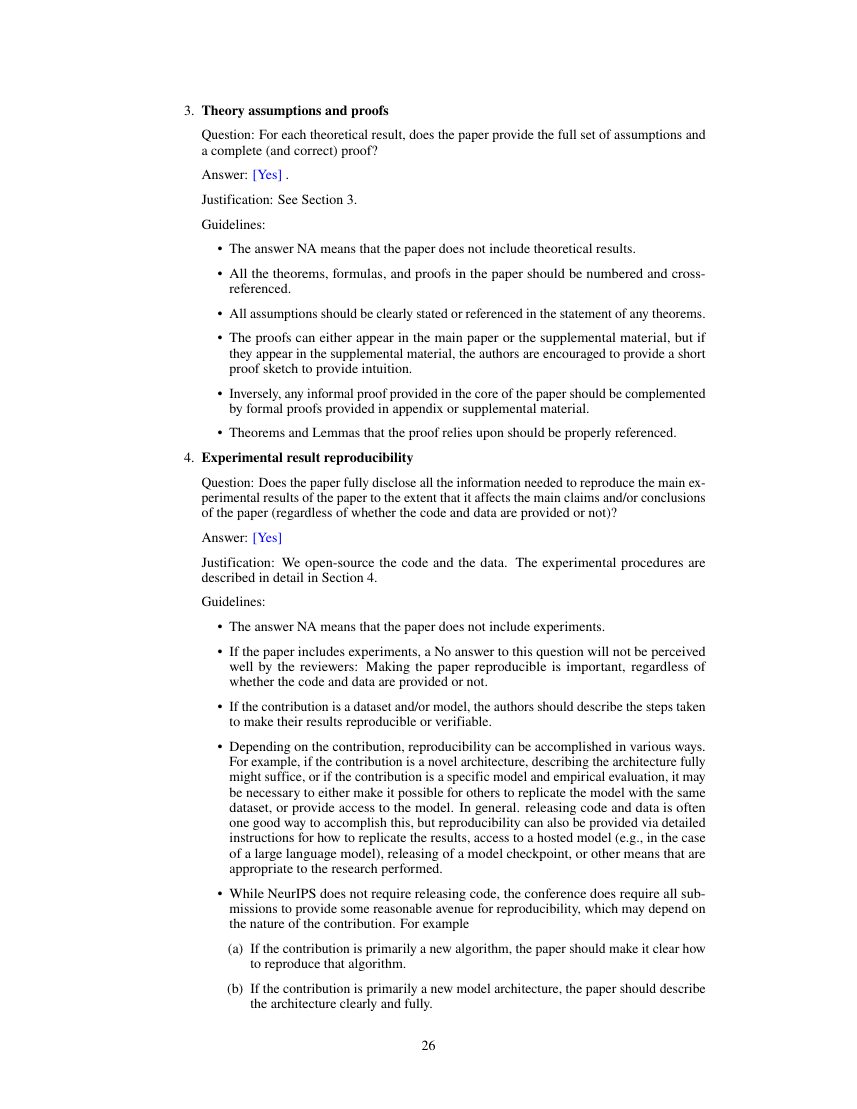 3. Theory assumptions and proofs
Question: For each theoretical result, does the paper provide the full set of assumptions and
a complete (and correct) proof?
Answer: [Yes] .
Justification: See Section 3.
Guidelines:
• The answer NA means that the paper does not include theoretical results.
• All the theorems, formulas, and proofs in the paper should be numbered and cross-
referenced.
• All assumptions should be clearly stated or referenced in the statement of any theorems.
• The proofs can either appear in the main paper or the supplemental material, but if
they appear in the supplemental material, the authors are encouraged to provide a short
proof sketch to provide intuition.
• Inversely, any informal proof provided in the core of the paper should be complemented
by formal proofs provided in appendix or supplemental material.
• Theorems and Lemmas that the proof relies upon should be properly referenced.
4. Experimental result reproducibility
Question: Does the paper fully disclose all the information needed to reproduce the main ex-
perimental results of the paper to the extent that it affects the main claims and/or conclusions
of the paper (regardless of whether the code and data are provided or not)?
Answer: [Yes]
Justification: We open-source the code and the data. The experimental procedures are
described in detail in Section 4.
Guidelines:
• The answer NA means that the paper does not include experiments.
• If the paper includes experiments, a No answer to this question will not be perceived
well by the reviewers: Making the paper reproducible is important, regardless of
whether the code and data are provided or not.
• If the contribution is a dataset and/or model, the authors should describe the steps taken
to make their results reproducible or verifiable.
• Depending on the contribution, reproducibility can be accomplished in various ways.
For example, if the contribution is a novel architecture, describing the architecture fully
might suffice, or if the contribution is a specific model and empirical evaluation, it may
be necessary to either make it possible for others to replicate the model with the same
dataset, or provide access to the model. In general. releasing code and data is often
one good way to accomplish this, but reproducibility can also be provided via detailed
instructions for how to replicate the results, access to a hosted model (e.g., in the case
of a large language model), releasing of a model checkpoint, or other means that are
appropriate to the research performed.
• While NeurIPS does not require releasing code, the conference does require all sub-
missions to provide some reasonable avenue for reproducibility, which may depend on
the nature of the contribution. For example
(a) If the contribution is primarily a new algorithm, the paper should make it clear how
to reproduce that algorithm.
(b) If the contribution is primarily a new model architecture, the paper should describe
the architecture clearly and fully.
26